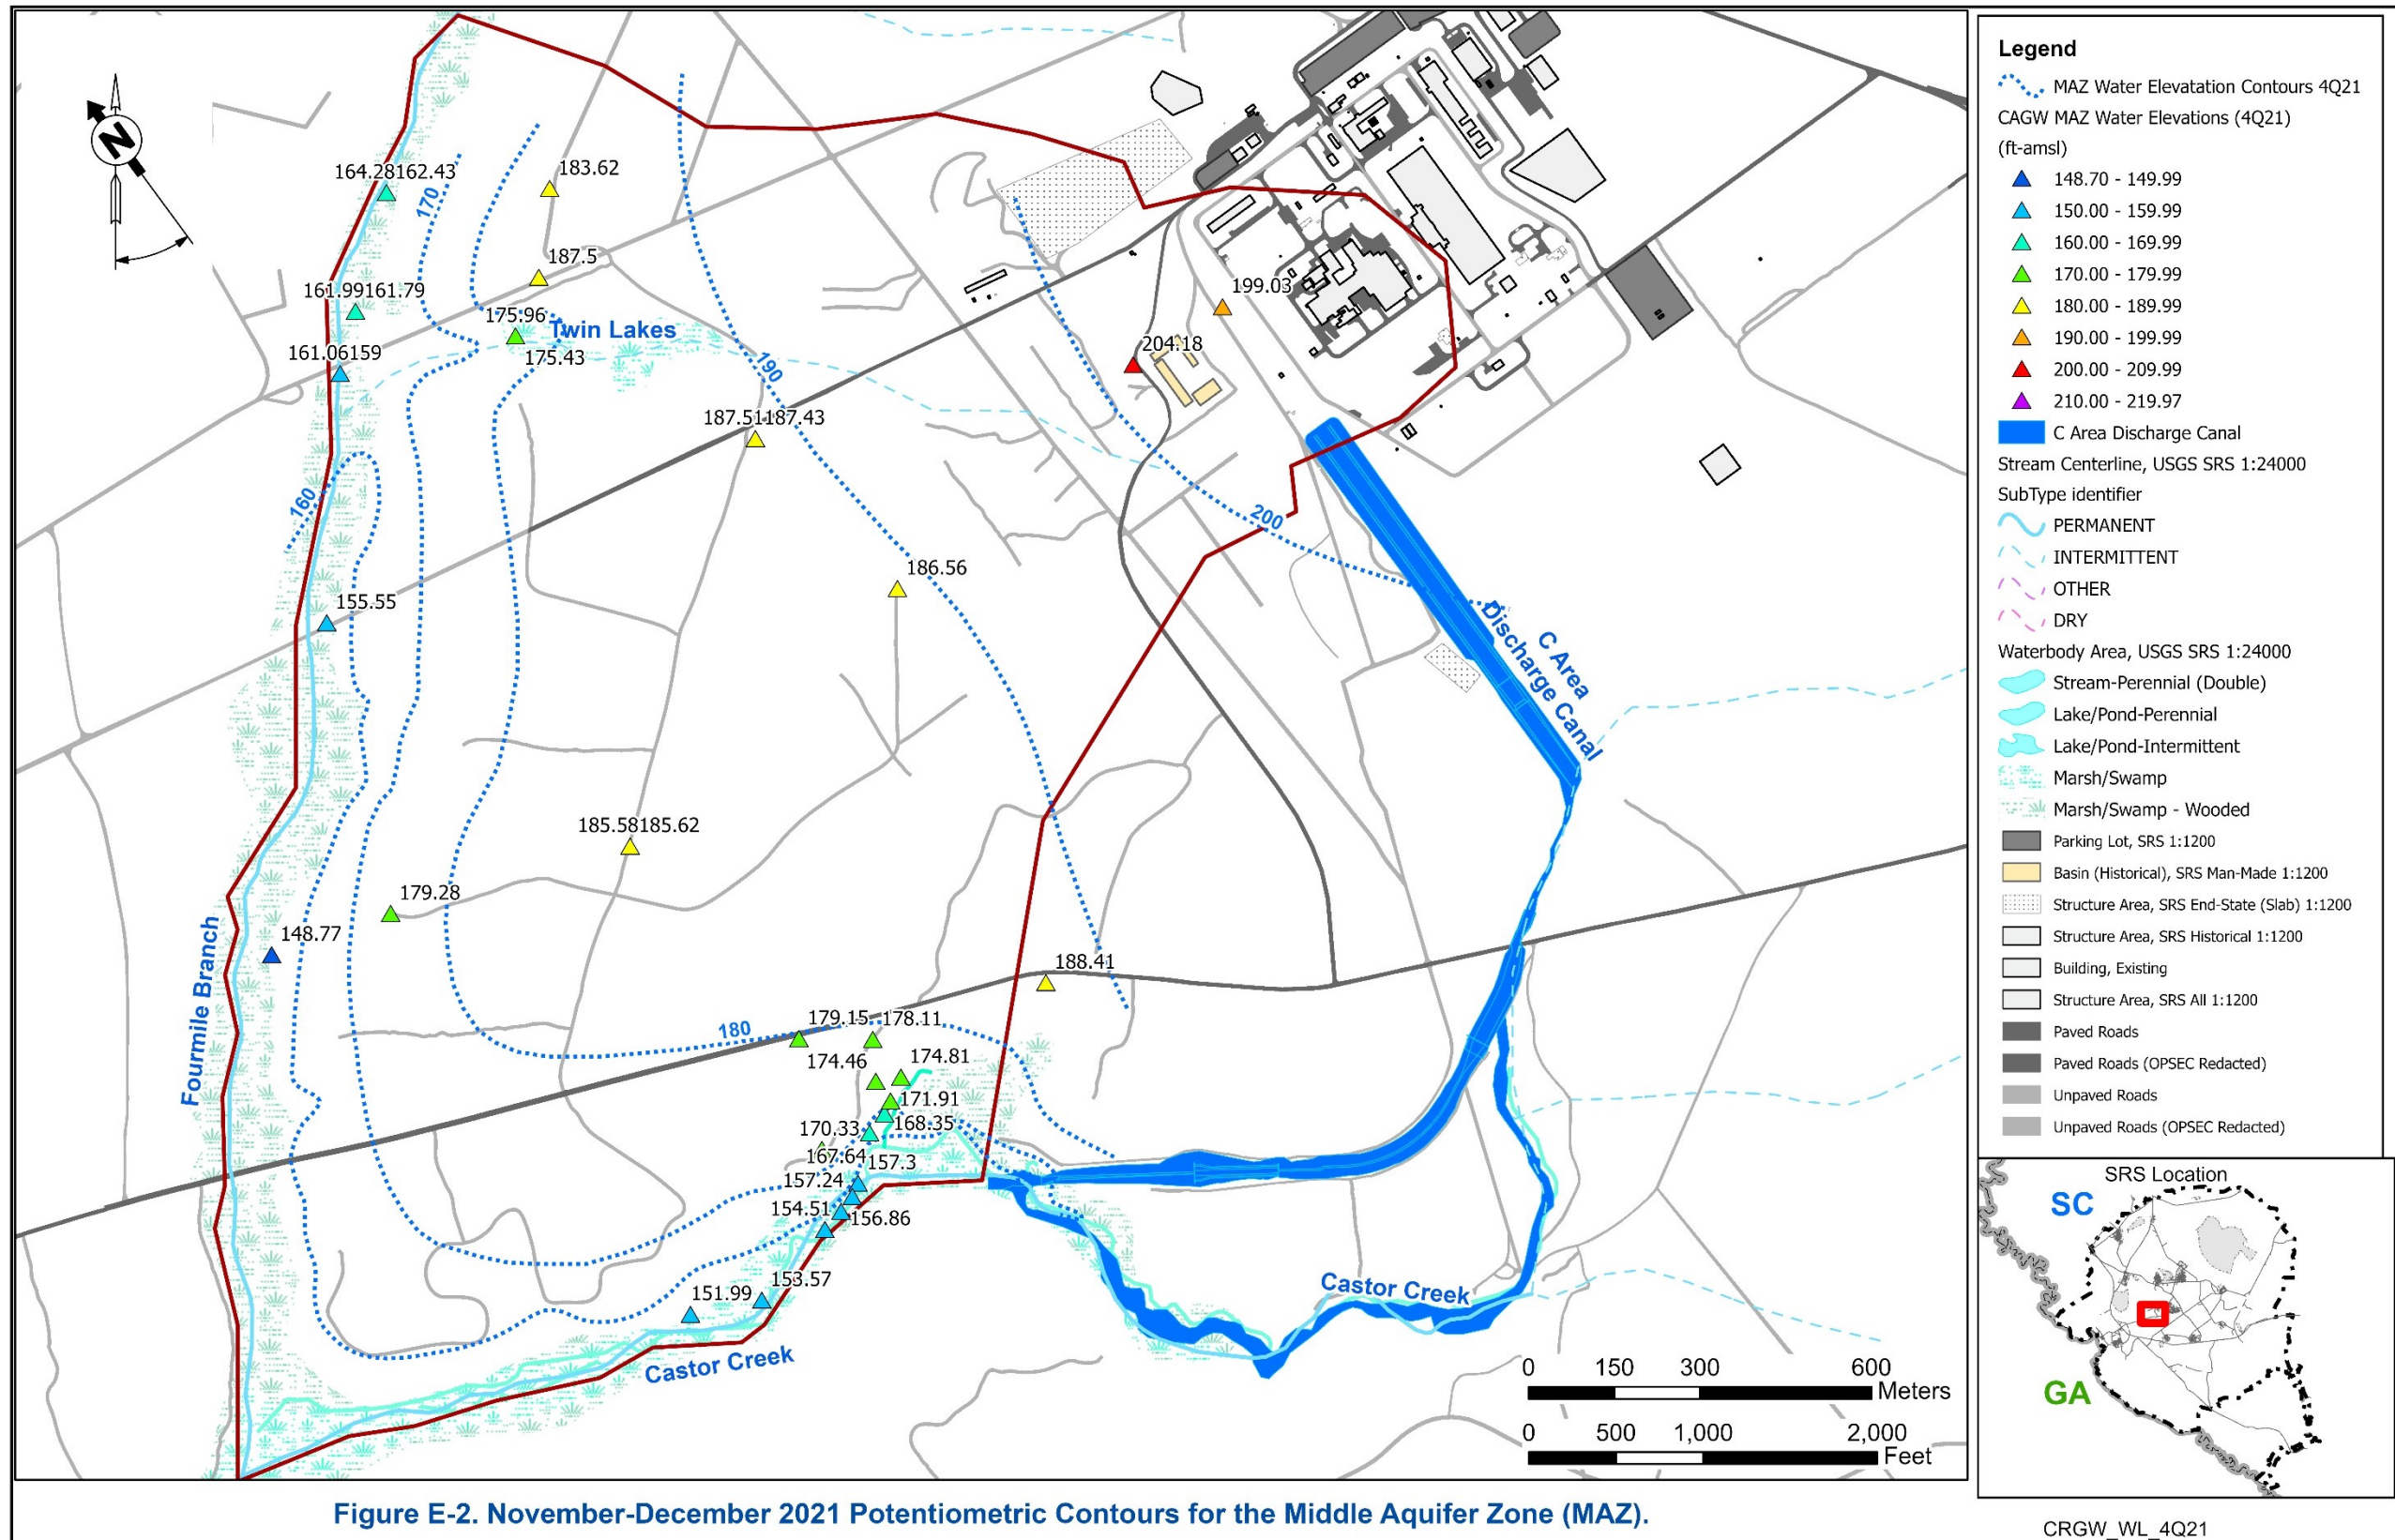 N
164.28162.43
183.62
170
187.5
161.99161.79
175.96
Twin Lakes
175.43
161.06159
190
187.51187.43
199.03
204.18
160
200
186.56
155.55
C Area
Discharge Canal
185.58185.62
179.28
148.77
Fourmile Branch
188.41
180
179.15
178.11
174.46
174.81
171.91
170.33
168.35
167.64
157.3
157.24
154.51
156.86
153.57
151.99
Castor Creek
Castor Creek
0 150 300 600
Meters
0 500 1,000 2,000
Feet
Legend
MAZ Water Elevatation Contours 4Q21
CAGW MAZ Water Elevations (4Q21)
(ft-amsl)
148.70 - 149.99
150.00 - 159.99
160.00 - 169.99
170.00 - 179.99
180.00 - 189.99
190.00 - 199.99
200.00 - 209.99
210.00 - 219.97
C Area Discharge Canal
Stream Centerline, USGS SRS 1:24000
SubType identifier
PERMANENT
INTERMITTENT
OTHER
DRY
Waterbody Area, USGS SRS 1:24000
Stream-Perennial (Double)
Lake/Pond-Perennial
Lake/Pond-Intermittent
Marsh/Swamp
Marsh/Swamp - Wooded
Parking Lot, SRS 1:1200
Basin (Historical), SRS Man-Made 1:1200
Structure Area, SRS End-State (Slab) 1:1200
Structure Area, SRS Historical 1:1200
Building, Existing
Structure Area, SRS All 1:1200
Paved Roads
Paved Roads (OPSEC Redacted)
Unpaved Roads
Unpaved Roads (OPSEC Redacted)
SRS Location
SC
GA
Figure E-2. November-December 2021 Potentiometric Contours for the Middle Aquifer Zone (MAZ).
CRGW_WL_4Q21